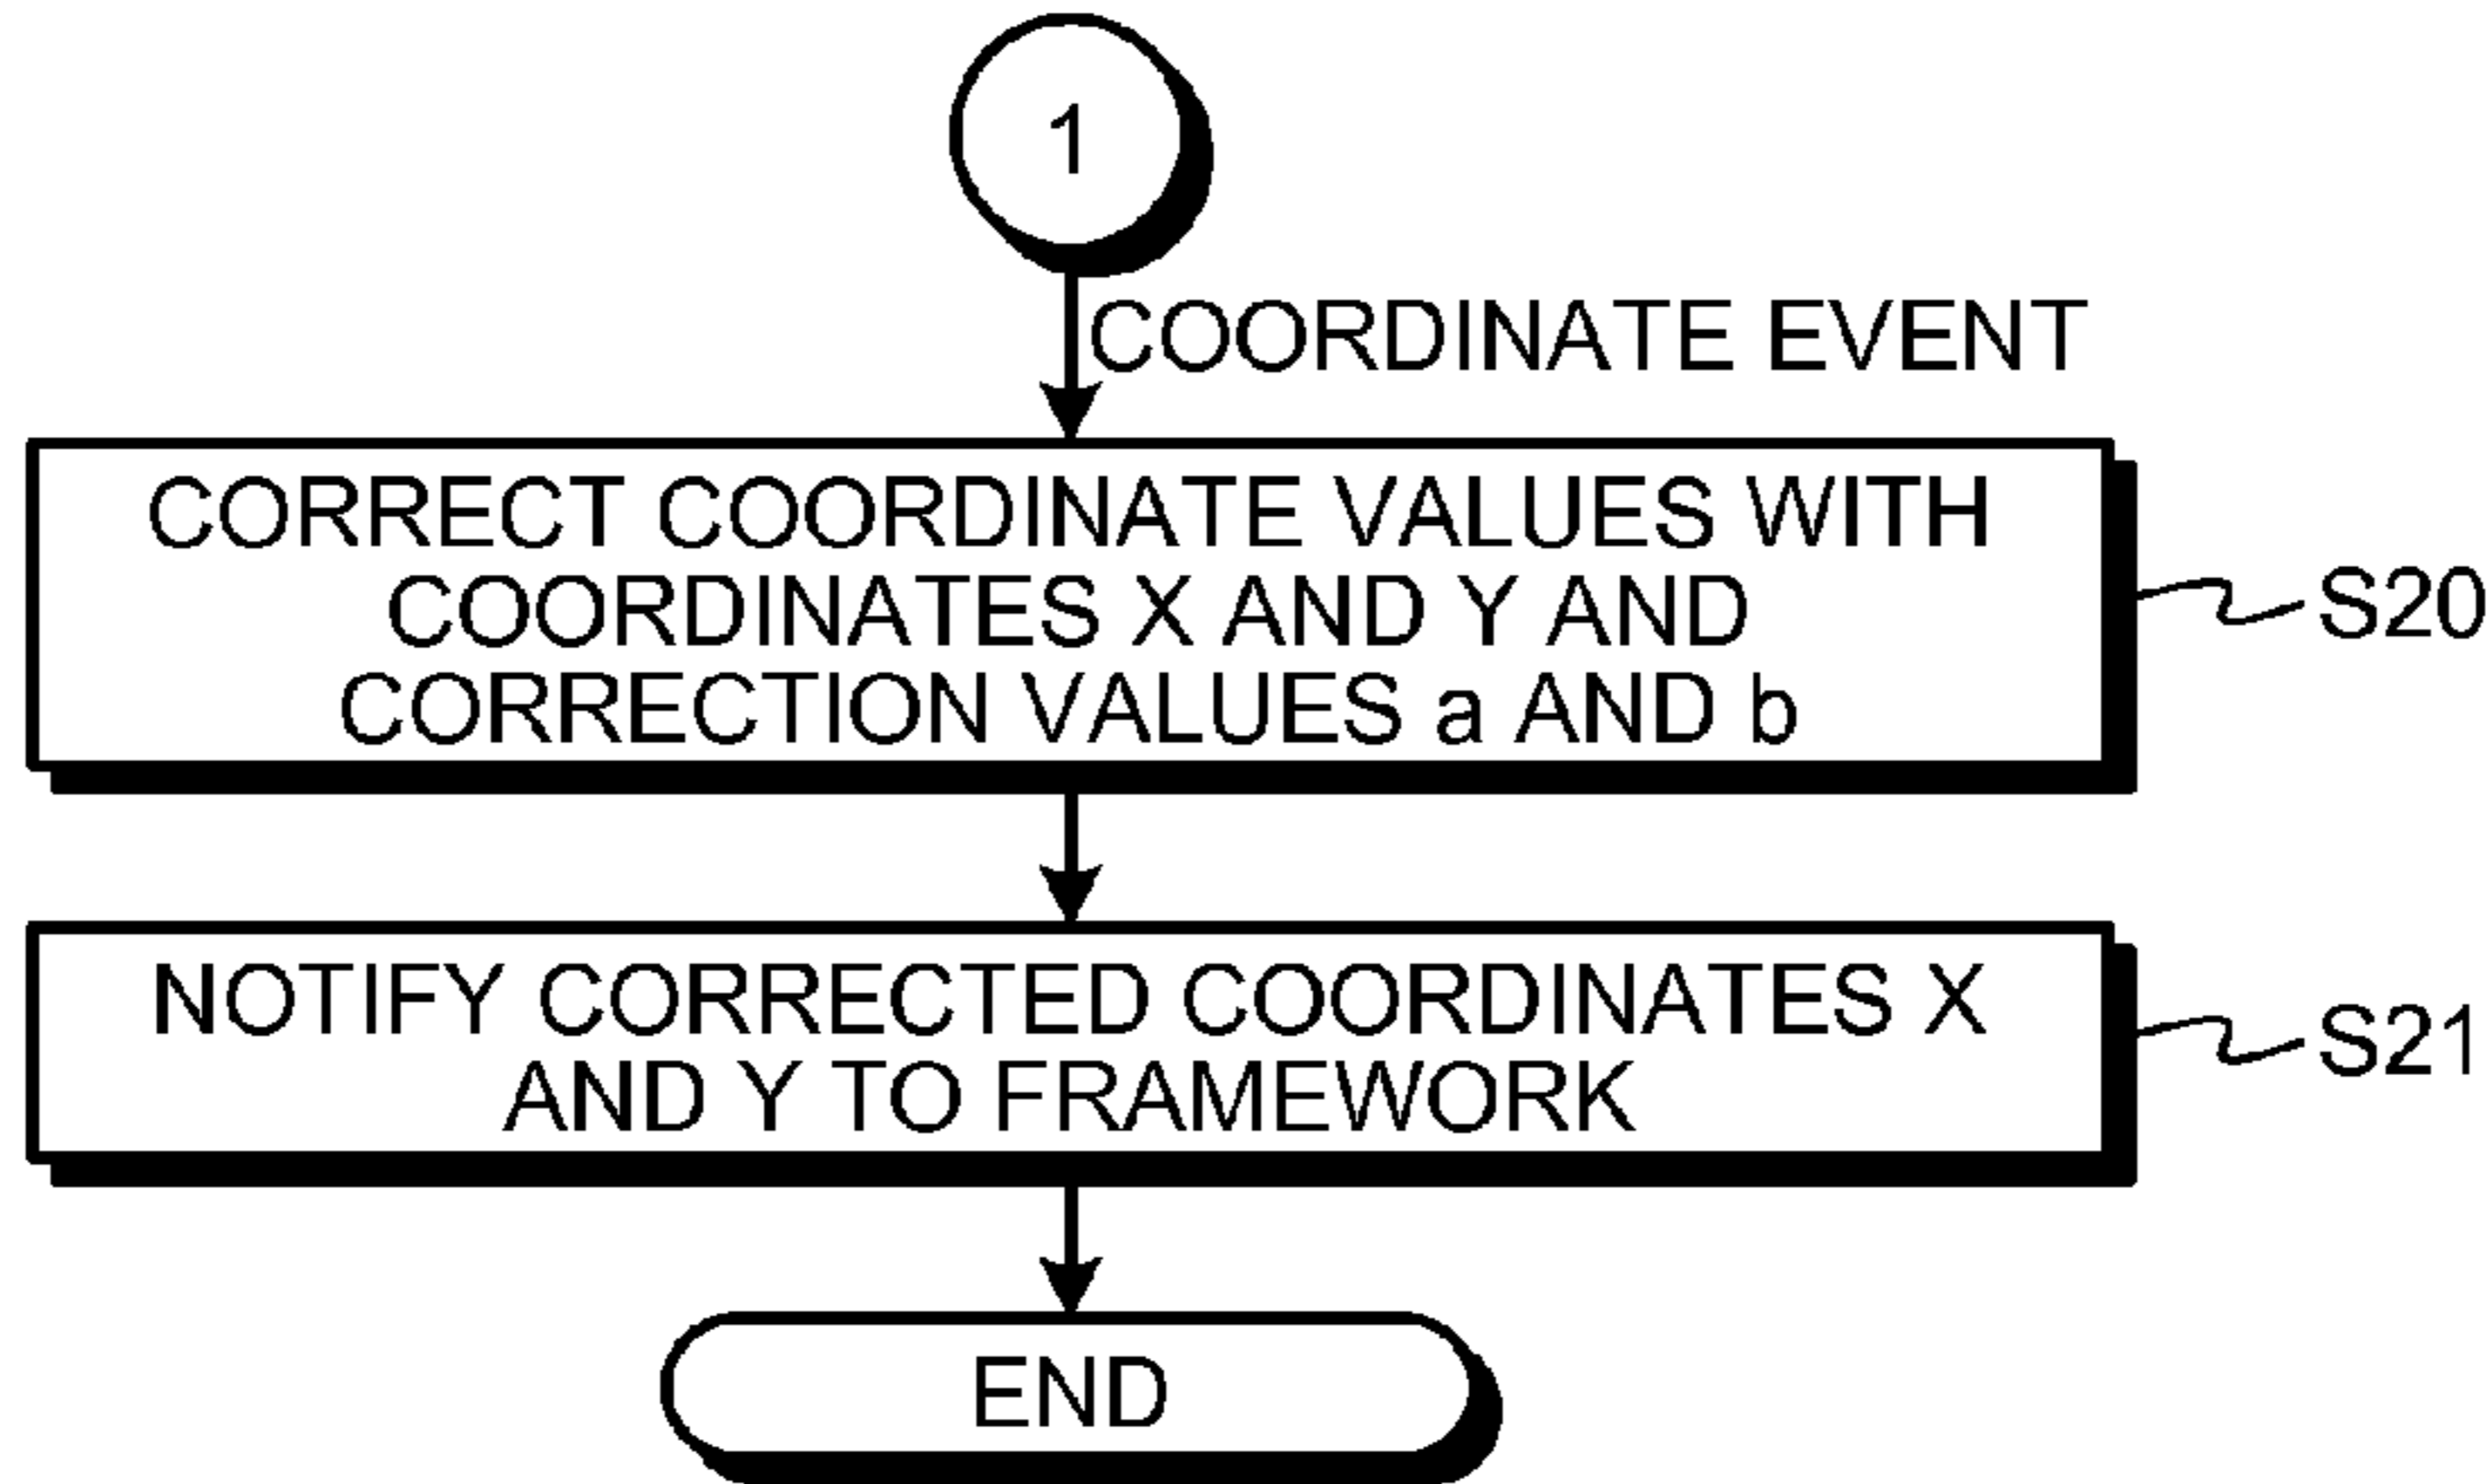 1
COORDINATE EVENT
CORRECT COORDINATE VALUES WITH
COORDINATES X AND Y AND
CORRECTION VALUES a AND b
S20
NOTIFY CORRECTED COORDINATES X
AND Y TO FRAMEWORK
S21
END